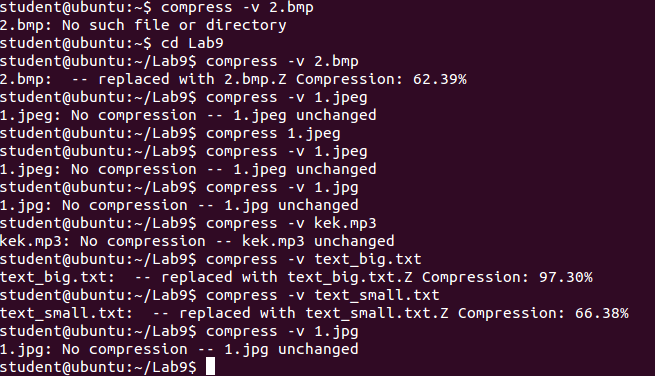 student@ubuntu:~$ compress -v 2.bmp
2.bmp: No such file or directory
student@ubuntu:~$ cd Lab9
student@ubuntu:~/Lab9$ compress -v 2.bmp
2.bmp:  -- replaced with 2.bmp.Z Compression: 62.39%
student@ubuntu:~/Lab9$ compress -v 1.jpeg
1.jpeg: No compression -- 1.jpeg unchanged
student@ubuntu:~/Lab9$ compress 1.jpeg
student@ubuntu:~/Lab9$ compress -v 1.jpeg
1.jpeg: No compression -- 1.jpeg unchanged
student@ubuntu:~/Lab9$ compress -v 1.jpg
1.jpg: No compression -- 1.jpg unchanged
student@ubuntu:~/Lab9$ compress -v kek.mp3
kek.mp3: No compression -- kek.mp3 unchanged
student@ubuntu:~/Lab9$ compress -v text_big.txt
text_big.txt:  -- replaced with text_big.txt.Z Compression: 97.30%
student@ubuntu:~/Lab9$ compress -v text_small.txt
text_small.txt:  -- replaced with text_small.txt.Z Compression: 66.38%
student@ubuntu:~/Lab9$ compress -v 1.jpg
1.jpg: No compression -- 1.jpg unchanged
student@ubuntu:~/Lab9$